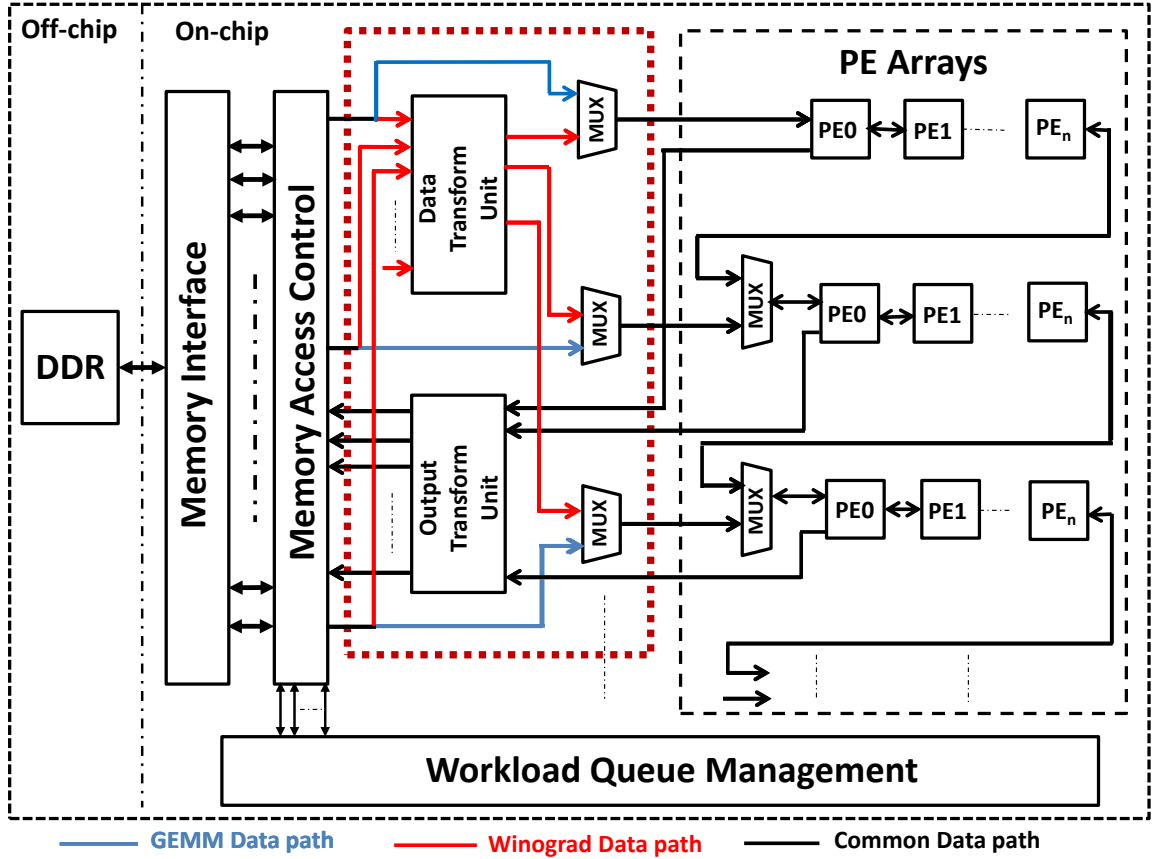 Off-chip
On-chip
PE Arrays
DDR
Memory Interface
Memory Access Control
Data
Transform
Unit
Output
Transform
Unit
MUX
MUX
MUX
MUX
MUX
PE0
PE1
PEn
PE0
PE1
PEn
PE0
PE1
PEn
Workload Queue Management
GEMM Data path
Winograd Data path
Common Data path